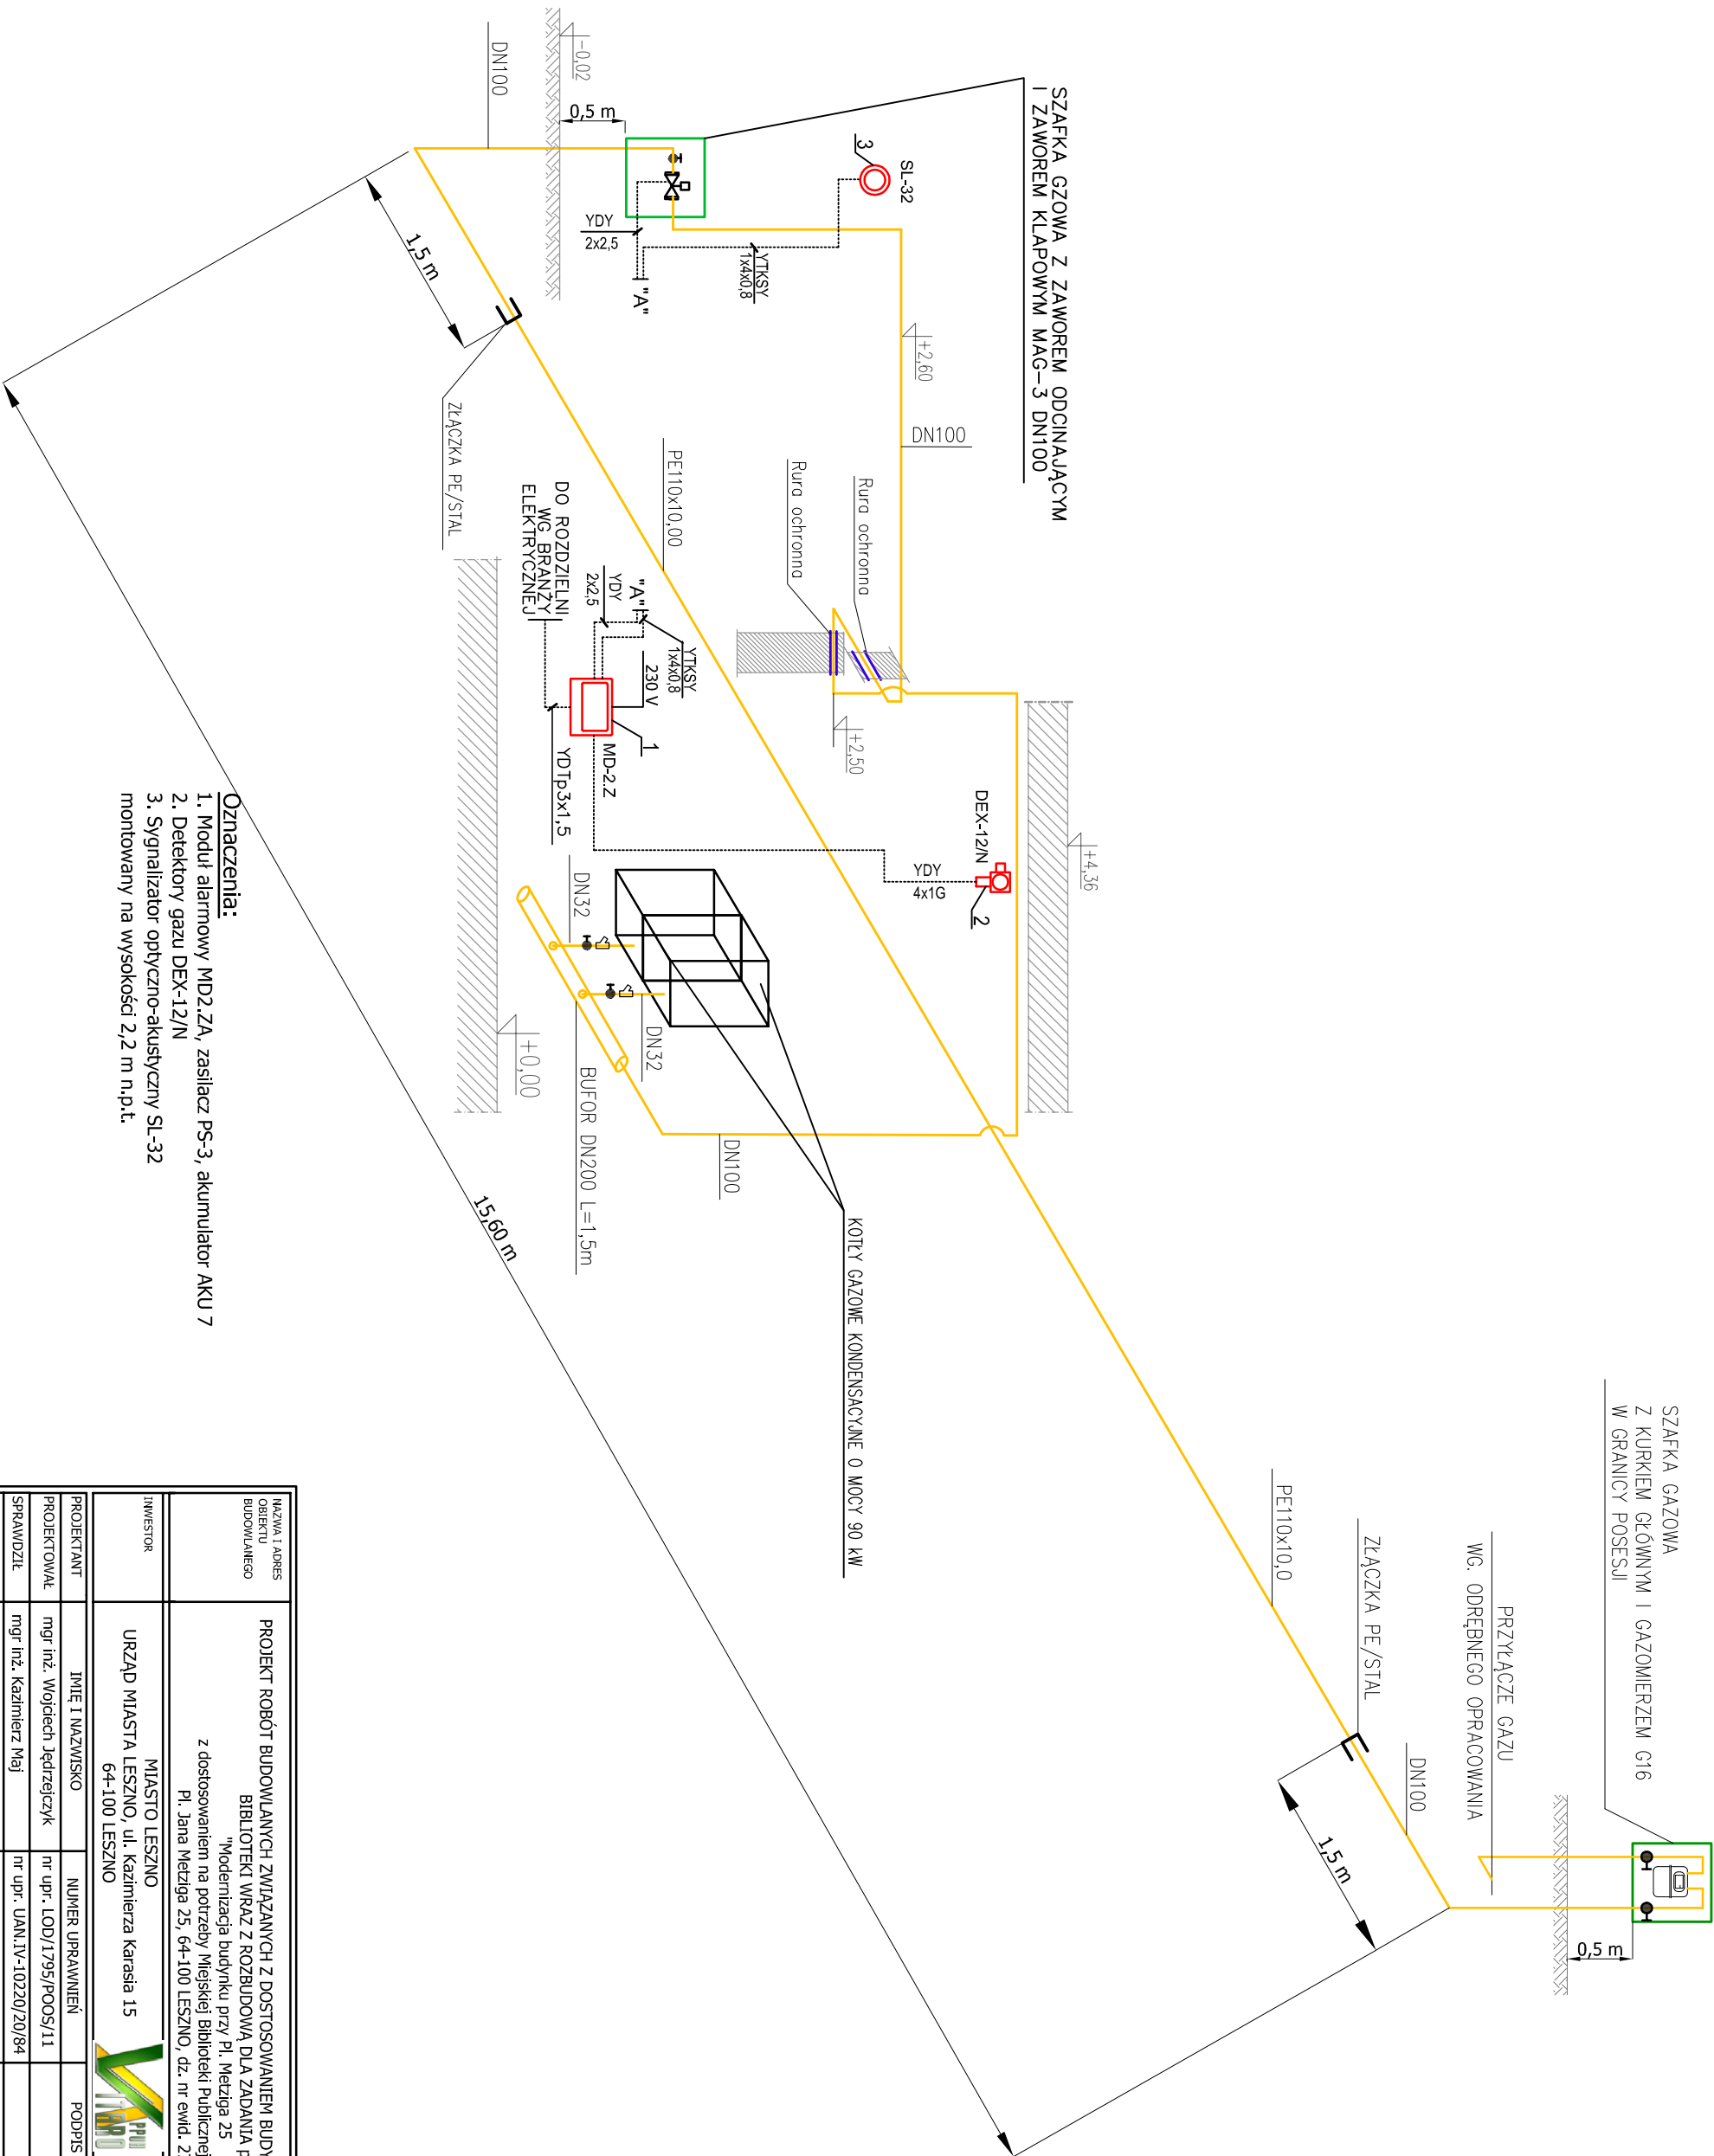 SZAFKA GAZOWA
Z KURKIEM GŁÓWNYM I GAZOMIERZEM G16
W GRANICY POSESJI
PRZYŁĄCZE GAZU
WG. ODRĘBNEGO OPRACOWANIA
0,5 m
DN100
1,5 m
ZŁĄCZKA PE/STAL
PE110x10,0
SZAFKA GZOWA Z ZAWOREM ODCINAJĄCYM
I ZAWOREM KLAPOWYM MAG-3 DN100
SL-32
3
-0,02
0,5 m
DN100
YDY
2x2,5
YTKSY
1x4x0,8
"A"
+2,60
DN100
1,5 m
ZŁĄCZKA PE/STAL
PE110x10,00
Rura ochronna
Rura ochronna
+2,50
+4,36
DEX-12/N
2
YDY
4x1G
DO ROZDZIELNI
WG BRANŻY
ELEKTRYCZNEJ
"A"
YDY
2x2,5
YTKSY
1x4x0,8
230 V
1
MD-2.Z
YDTp3x1,5
DN32
DN32
+0,00
BUFOR DN200 L=1,5m
DN100
KOTŁY GAZOWE KONDENSACYJNE O MOCY 90 kW
15,60 m
Oznaczenia:
1. Moduł alarmowy MD2.ZA, zasilacz PS-3, akumulator AKU 7
2. Detektory gazu DEX-12/N
3. Sygnalizator optyczno-akustyczny SL-32
montowany na wysokości 2,2 m n.p.t.
NAZWA I ADRES
OBIEKTU
BUDOWLANEGO
PROJEKT ROBÓT BUDOWLANYCH ZWIĄZANYCH Z DOSTOSOWANIEM
BIBLIOTEKI WRAZ Z ROZBUDOWĄ DLA ZADANIA
"Modernizacja budynku przy Pl. Metziga 25
z dostosowaniem na potrzeby Miejskiej Biblioteki Publicznej
Pl. Jana Metziga 25, 64-100 LESZNO, dz. nr ewid.
INWESTOR
MIASTO LESZNO
URZĄD MIASTA LESZNO, ul. Kazimierza Karasia 15
64-100 LESZNO
PPUH
PROJEKTANT IMIĘ I NAZWISKO NUMER UPRAWNIEŃ PODPIS
PROJEKTOWAŁ mgr inż. Wojciech Jędrzejczyk nr upr. LOD/1795/POOS/11
SPRAWDZIŁ mgr inż. Kazimierz Maj nr upr. UAN.IV-10220/20/84